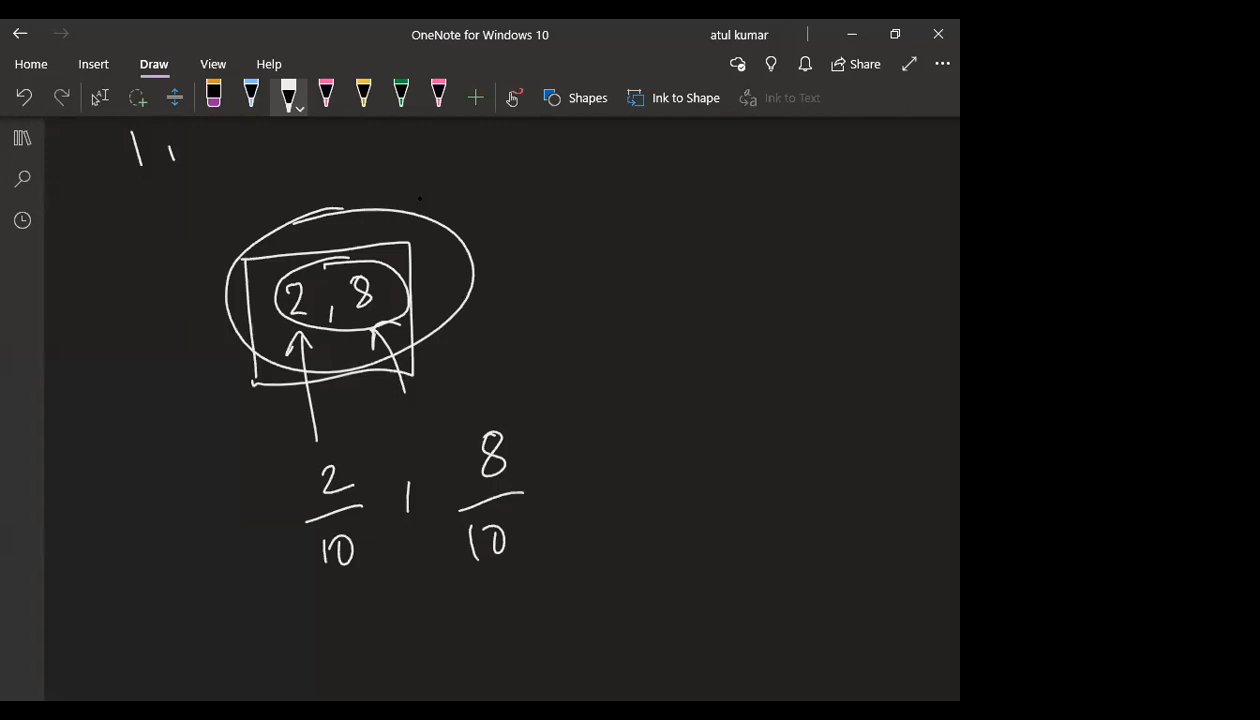 OneNote for Windows 10
atul kumar
Home Insert Draw View Help
Share
Shapes Ink to Shape Ink to Text
2 , 8
2/10 , 8/10